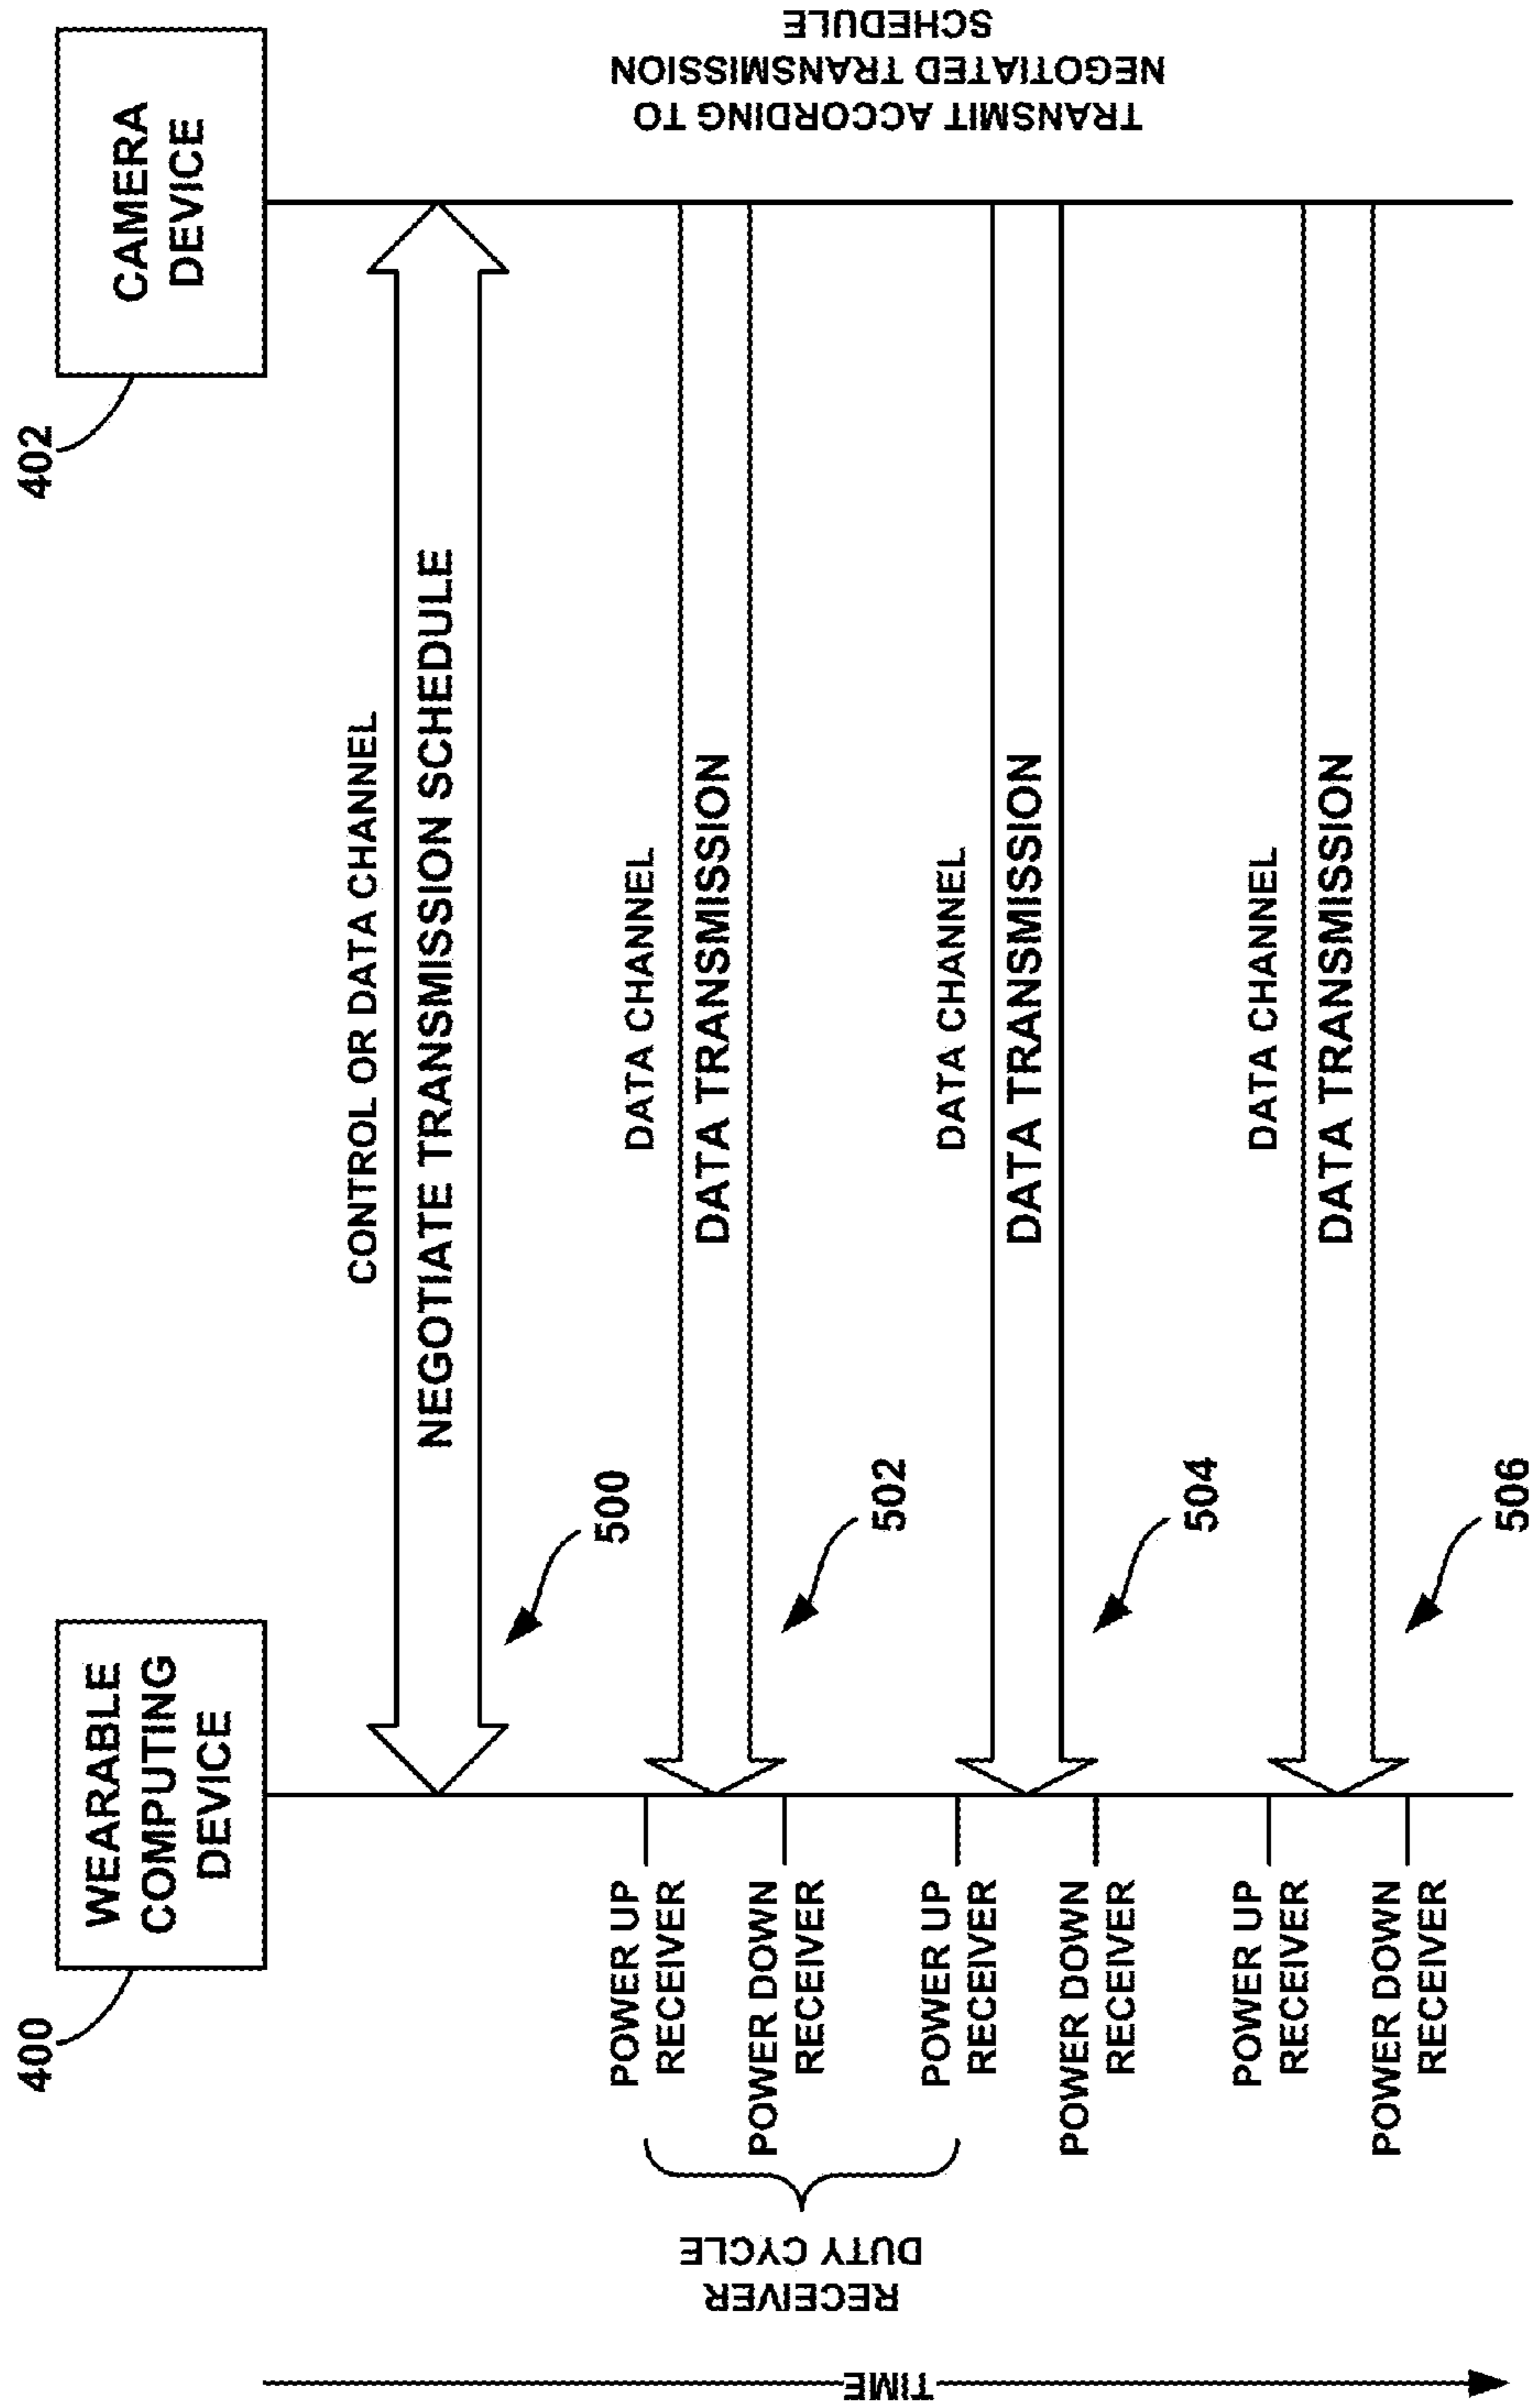 400
WEARABLE
COMPUTING
DEVICE
402
CAMERA
DEVICE
CONTROL OR DATA CHANNEL
NEGOTIATE TRANSMISSION SCHEDULE
500
TIME
RECEIVER
DUTY CYCLE
POWER UP
RECEIVER
DATA CHANNEL
DATA TRANSMISSION
POWER DOWN
RECEIVER
502
POWER UP
RECEIVER
DATA CHANNEL
DATA TRANSMISSION
POWER DOWN
RECEIVER
504
POWER UP
RECEIVER
DATA CHANNEL
DATA TRANSMISSION
POWER DOWN
RECEIVER
506
TRANSMIT ACCORDING TO
NEGOTIATED TRANSMISSION
SCHEDULE